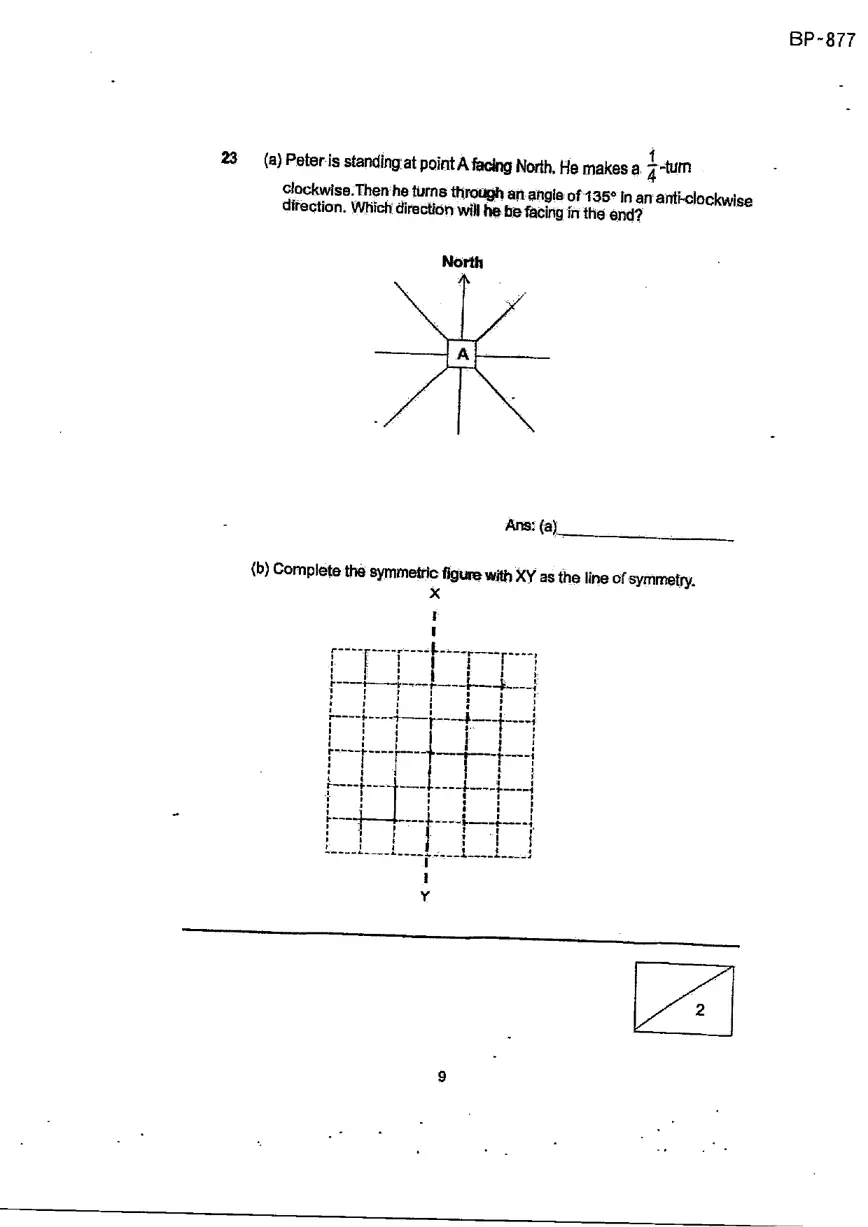 BP-877
23 (a) Peter is standing at point A facing North. He makes a 1/4-turn
clockwise.Then he turns through an angle of 135° in an anti-clockwise
direction. Which direction will he be facing in the end?
North
A
Ans: (a)
(b) Complete the symmetric figure with XY as the line of symmetry.
X
Y
2
9